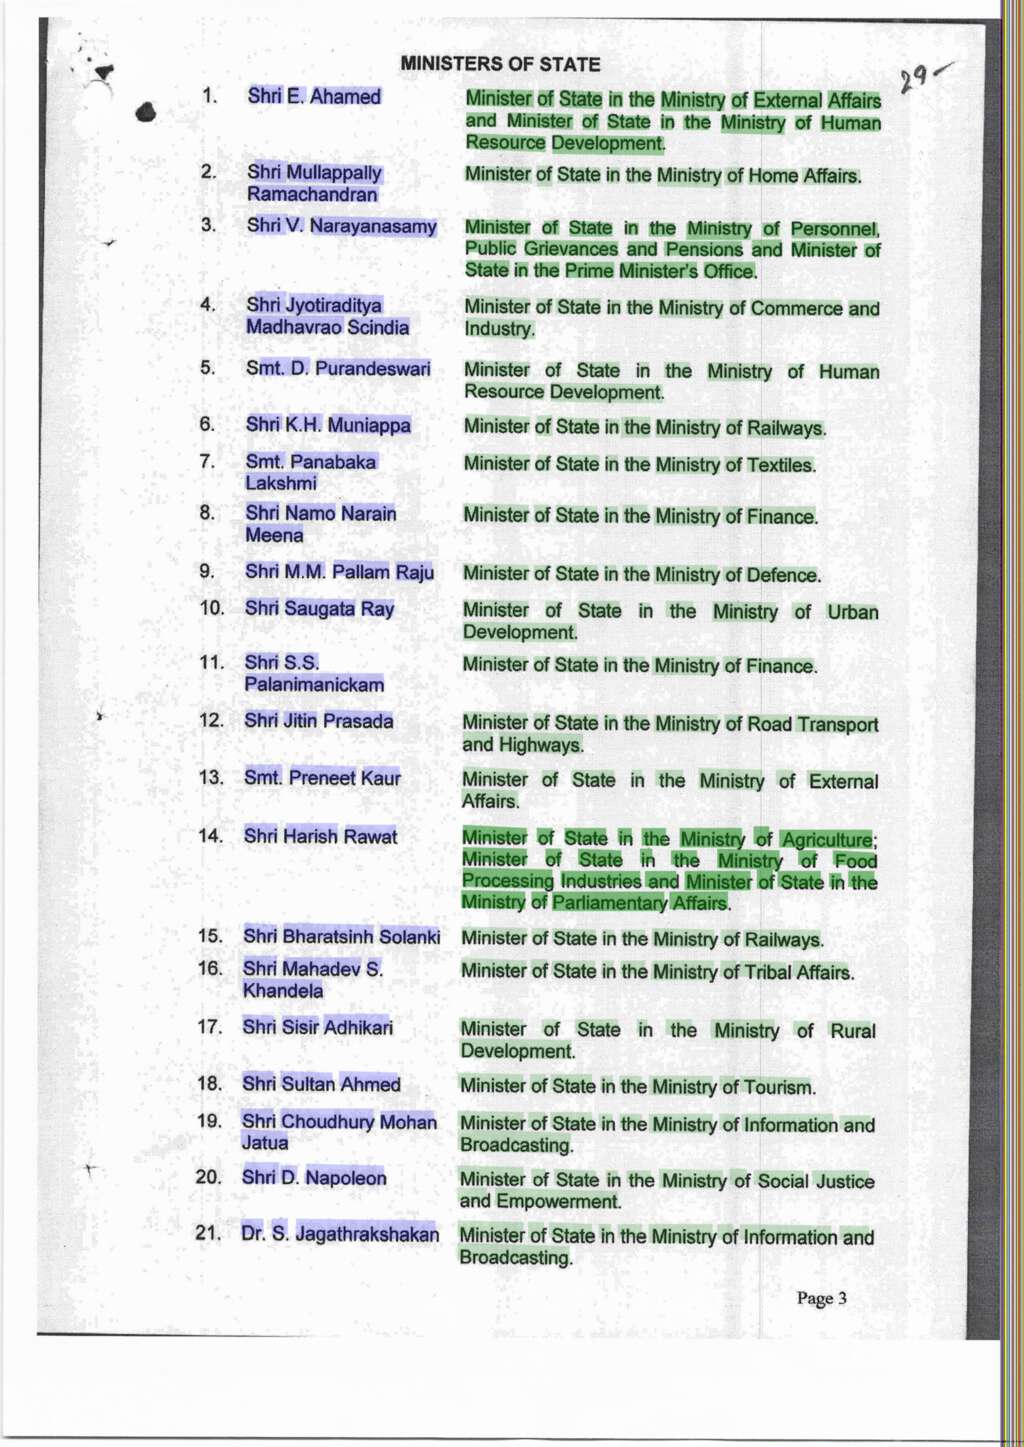 MINISTERS OF STATE
29
1. Shri E. Ahamed Minister of State in the Ministry of External Affairs
and Minister of State in the Ministry of Human
Resource Development.
2. Shri Mullappally Minister of State in the Ministry of Home Affairs.
Ramachandran
3. Shri V. Narayanasamy Minister of State in the Ministry of Personnel,
Public Grievances and Pensions and Minister of
State in the Prime Minister's Office.
4. Shri Jyotiraditya Minister of State in the Ministry of Commerce and
Madhavrao Scindia Industry.
5. Smt. D. Purandeswari Minister of State in the Ministry of Human
Resource Development.
6. Shri K.H. Muniappa Minister of State in the Ministry of Railways.
7. Smt. Panabaka Minister of State in the Ministry of Textiles.
Lakshmi
8. Shri Namo Narain Minister of State in the Ministry of Finance.
Meena
9. Shri M.M. Pallam Raju Minister of State in the Ministry of Defence.
10. Shri Saugata Ray Minister of State in the Ministry of Urban
Development.
11. Shri S.S. Minister of State in the Ministry of Finance.
Palanimanickam
12. Shri Jitin Prasada Minister of State in the Ministry of Road Transport
and Highways.
13. Smt. Preneet Kaur Minister of State in the Ministry of External
Affairs.
14. Shri Harish Rawat Minister of State in the Ministry of Agriculture;
Minister of State in the Ministry of Food
Processing Industries and Minister of State in the
Ministry of Parliamentary Affairs.
15. Shri Bharatsinh Solanki Minister of State in the Ministry of Railways.
16. Shri Mahadev S. Minister of State in the Ministry of Tribal Affairs.
Khandela
17. Shri Sisir Adhikari Minister of State in the Ministry of Rural
Development.
18. Shri Sultan Ahmed Minister of State in the Ministry of Tourism.
19. Shri Choudhury Mohan Minister of State in the Ministry of Information and
Jatua Broadcasting.
20. Shri D. Napoleon Minister of State in the Ministry of Social Justice
and Empowerment.
21. Dr. S. Jagathrakshakan Minister of State in the Ministry of Information and
Broadcasting.
Page 3